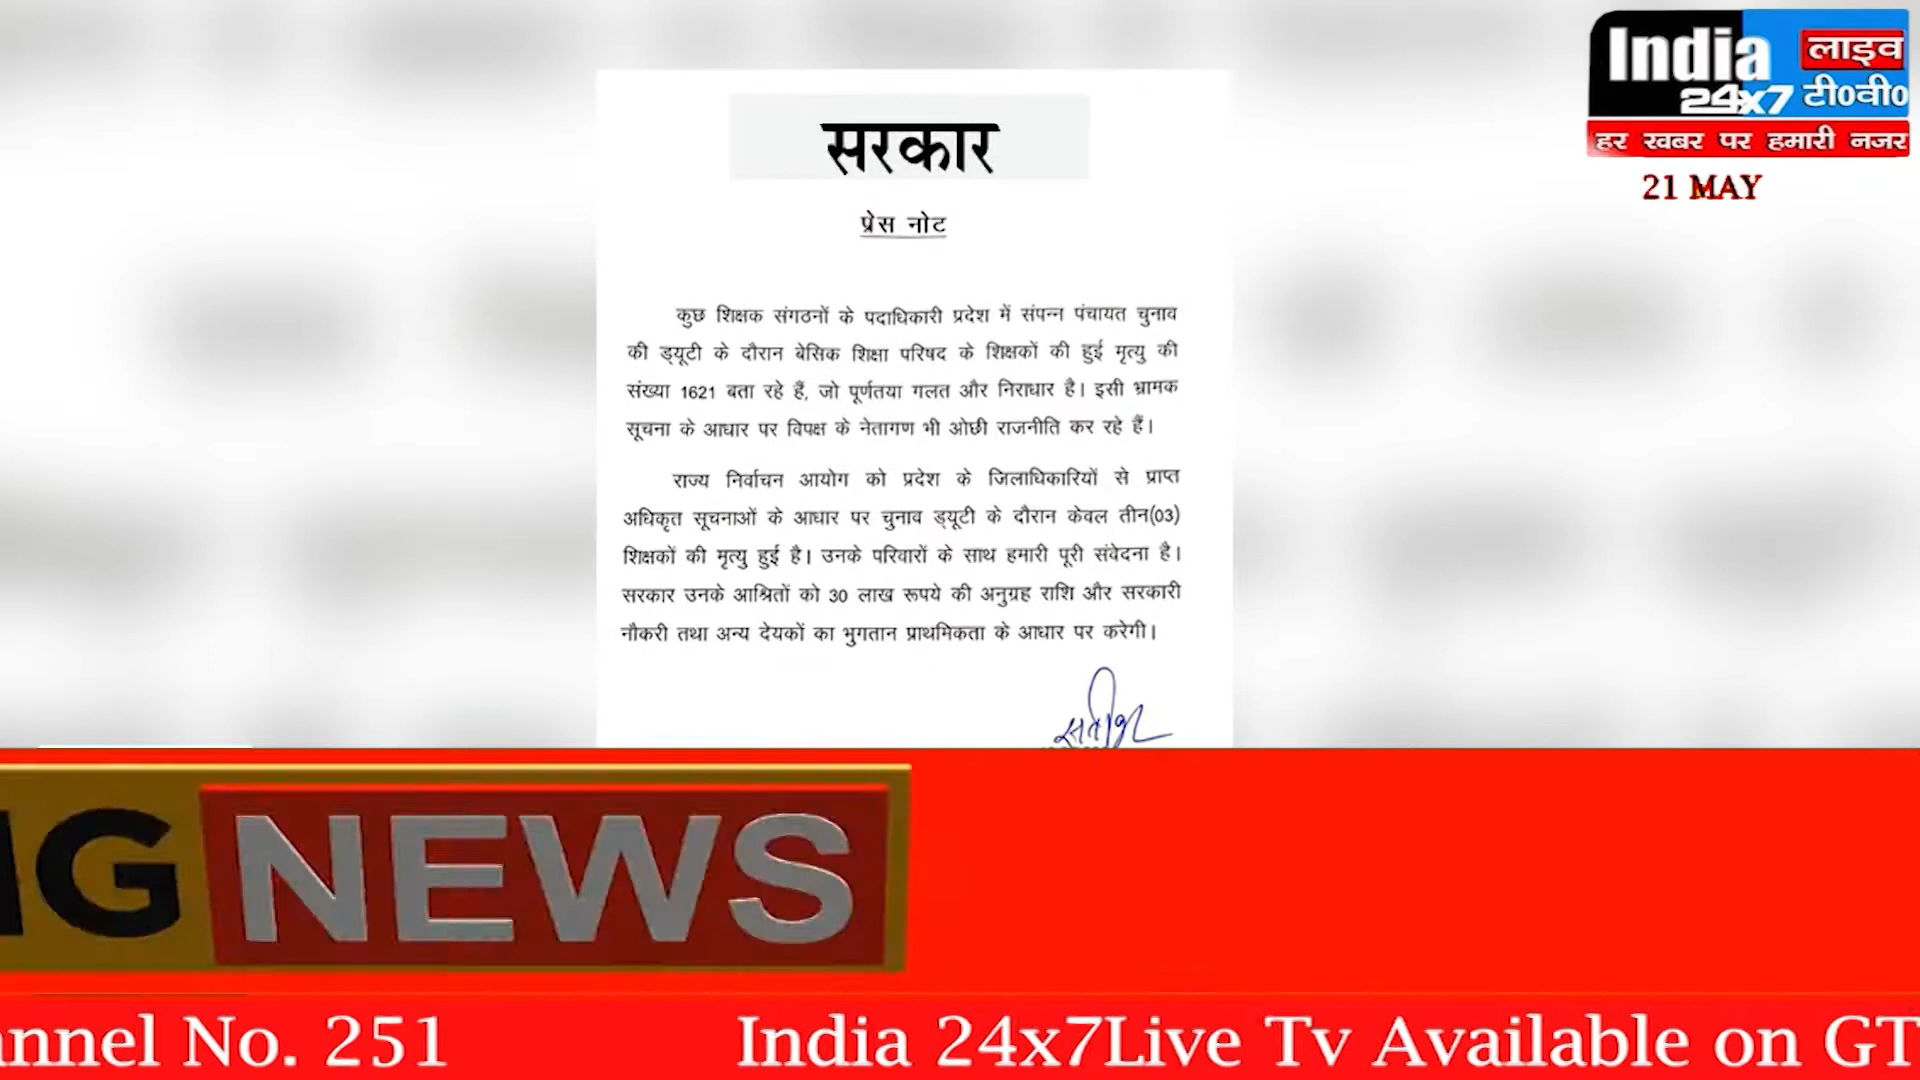 India लाइव
24x7 टी0वी0
हर खबर पर हमारी नजर
21 MAY
सरकार
प्रेस नोट
कुछ शिक्षक संगठनों के पदाधिकारी प्रदेश में संपन्न पंचायत चुनाव
की ड्यूटी के दौरान बेसिक शिक्षा परिषद के शिक्षकों की हुई मृत्यु की
संख्या 1621 बता रहे हैं, जो पूर्णतया गलत और निराधार है। इसी भ्रामक
सूचना के आधार पर विपक्ष के नेतागण भी ओछी राजनीति कर रहे हैं।
राज्य निर्वाचन आयोग को प्रदेश के जिलाधिकारियों से प्राप्त
अधिकृत सूचनाओं के आधार पर चुनाव ड्यूटी के दौरान केवल तीन(03)
शिक्षकों की मृत्यु हुई है। उनके परिवारों के साथ हमारी पूरी संवेदना है।
सरकार उनके आश्रितों को 30 लाख रूपये की अनुग्रह राशि और सरकारी
नौकरी तथा अन्य देयकों का भुगतान प्राथमिकता के आधार पर करेगी।
NEWS
No. 251 India 24x7Live Tv Available on